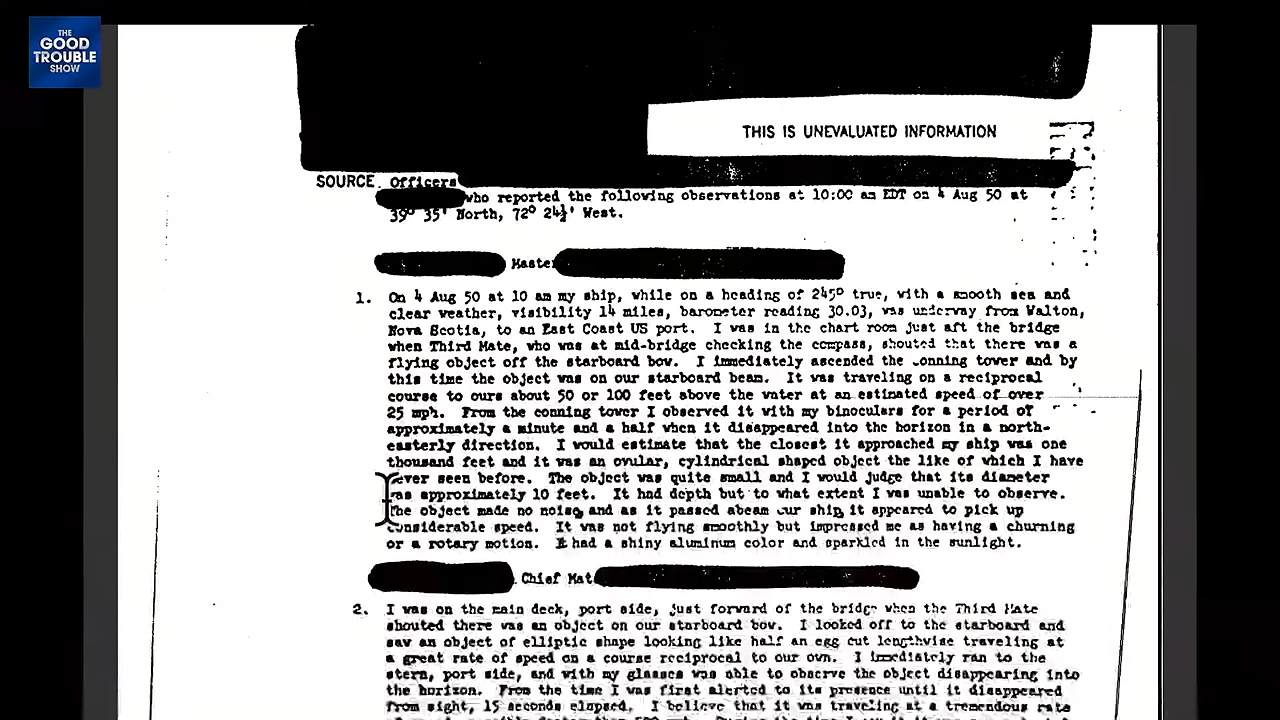 THE
GOOD
TROUBLE
SHOW
THIS IS UNEVALUATED INFORMATION
SOURCE Officers
who reported the following observations at 10:00 am EDT on 4 Aug 50 at
39° 35' North, 72° 24½' West.
Master
1. On 4 Aug 50 at 10 am my ship, while on a heading of 245° true, with a smooth sea and
clear weather, visibility 14 miles, barometer reading 30.03, was underway from Walton,
Nova Scotia, to an East Coast US port. I was in the chart room just aft the bridge
when Third Mate, who was at mid-bridge checking the compass, shouted that there was a
flying object off the starboard bow. I immediately ascended the conning tower and by
this time the object was on our starboard beam. It was traveling on a reciprocal
course to ours about 50 or 100 feet above the water at an estimated speed of over
25 mph. From the conning tower I observed it with my binoculars for a period of
approximately a minute and a half when it disappeared into the horizon in a north-
easterly direction. I would estimate that the closest it approached my ship was one
thousand feet and it was an ovular, cylindrical shaped object the like of which I have
never seen before. The object was quite small and I would judge that its diameter
was approximately 10 feet. It had depth but to what extent I was unable to observe.
The object made no noise, and as it passed abeam our ship, it appeared to pick up
considerable speed. It was not flying smoothly but impressed me as having a churning
or a rotary motion. It had a shiny aluminum color and sparkled in the sunlight.
Chief Mate
2. I was on the main deck, port side, just forward of the bridge when the Third Mate
shouted there was an object on our starboard bow. I looked off to the starboard and
saw an object of elliptic shape looking like half an egg cut lengthwise traveling at
a great rate of speed on a course reciprocal to our own. I immediately ran to the
stern, port side, and with my glasses was able to observe the object disappearing into
the horizon. From the time I was first alerted to its presence until it disappeared
from sight, 15 seconds elapsed. I believe that it was traveling at a tremendous rate